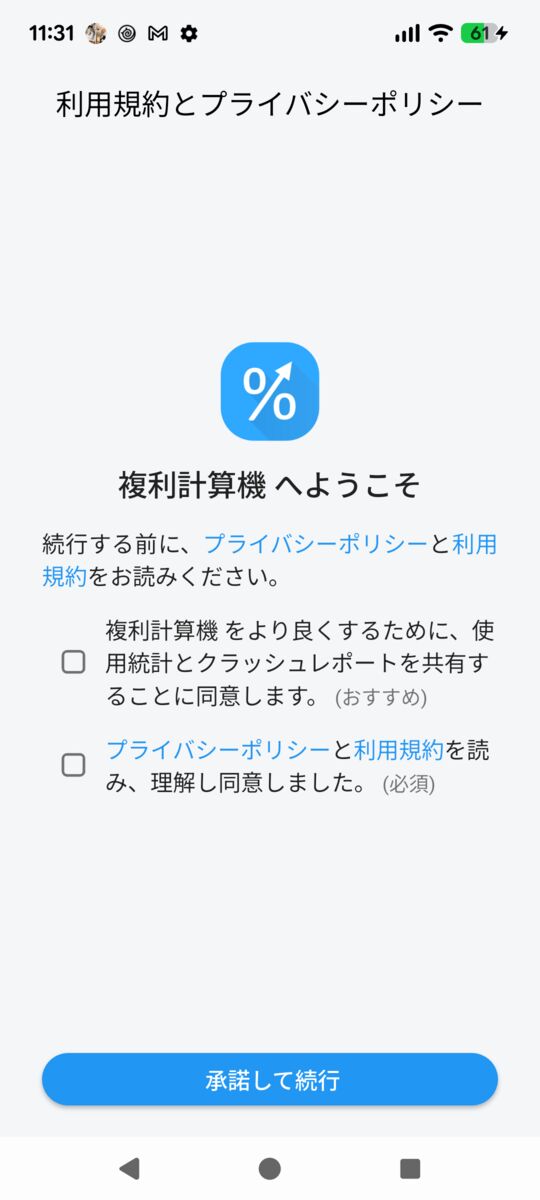 11:31
61
利用規約とプライバシーポリシー
%
複利計算機 へようこそ
続行する前に、プライバシーポリシーと利用
規約をお読みください。
複利計算機 をより良くするために、使
用統計とクラッシュレポートを共有す
ることに同意します。 (おすすめ)
プライバシーポリシーと利用規約を読
み、理解し同意しました。 (必須)
承諾して続行